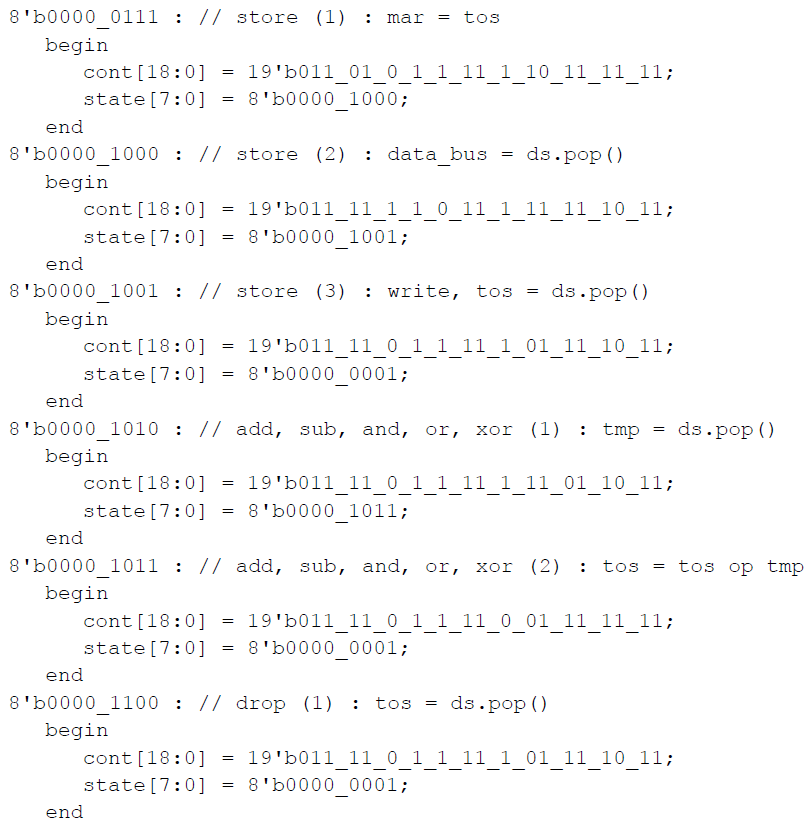 8'b0000_0111 : // store (1) : mar = tos
   begin
      cont[18:0] = 19'b011_01_0_1_1_11_1_10_11_11_11;
      state[7:0] = 8'b0000_1000;
   end
8'b0000_1000 : // store (2) : data_bus = ds.pop()
   begin
      cont[18:0] = 19'b011_11_1_1_0_11_1_11_11_10_11;
      state[7:0] = 8'b0000_1001;
   end
8'b0000_1001 : // store (3) : write, tos = ds.pop()
   begin
      cont[18:0] = 19'b011_11_0_1_1_11_1_01_11_10_11;
      state[7:0] = 8'b0000_0001;
   end
8'b0000_1010 : // add, sub, and, or, xor (1) : tmp = ds.pop()
   begin
      cont[18:0] = 19'b011_11_0_1_1_11_1_11_01_10_11;
      state[7:0] = 8'b0000_1011;
   end
8'b0000_1011 : // add, sub, and, or, xor (2) : tos = tos op tmp
   begin
      cont[18:0] = 19'b011_11_0_1_1_11_0_01_11_11_11;
      state[7:0] = 8'b0000_0001;
   end
8'b0000_1100 : // drop (1) : tos = ds.pop()
   begin
      cont[18:0] = 19'b011_11_0_1_1_11_1_01_11_10_11;
      state[7:0] = 8'b0000_0001;
   end